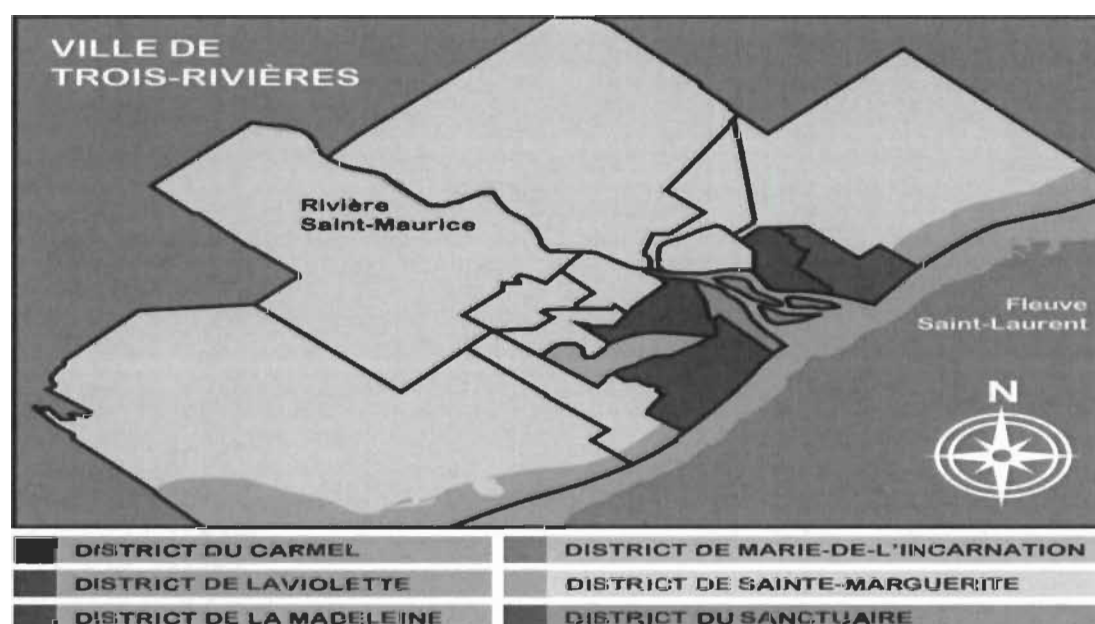 VILLE DE
TROIS-RIVIÈRES
Rivière
Saint-Maurice
Fleuve
Saint-Laurent
N
DISTRICT DU CARMEL
DISTRICT DE LAVIOLETTE
DISTRICT DE LA MADELEINE
DISTRICT DE MARIE-DE-L'INCARNATION
DISTRICT DE SAINTE-MARGUERITE
DISTRICT DU SANCTUAIRE